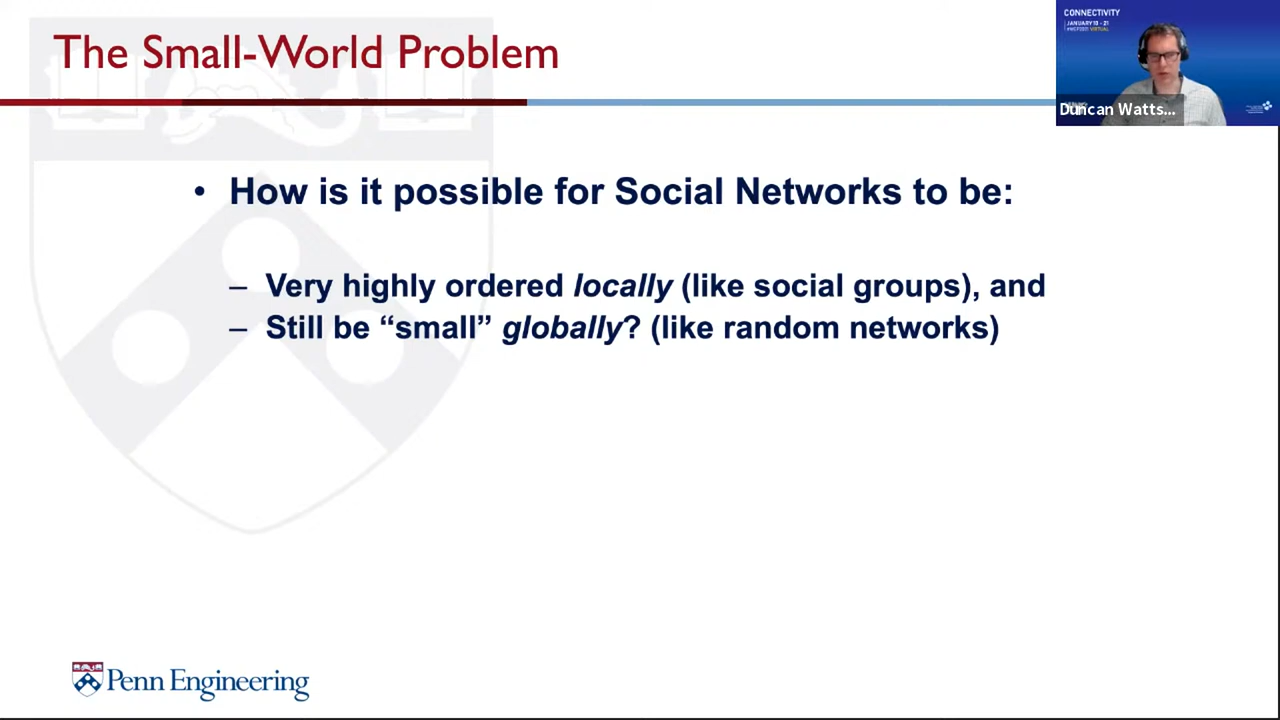 The Small-World Problem
CONNECTIVITY
Duncan Watts...
• How is it possible for Social Networks to be:
– Very highly ordered locally (like social groups), and
– Still be “small” globally? (like random networks)
Penn Engineering